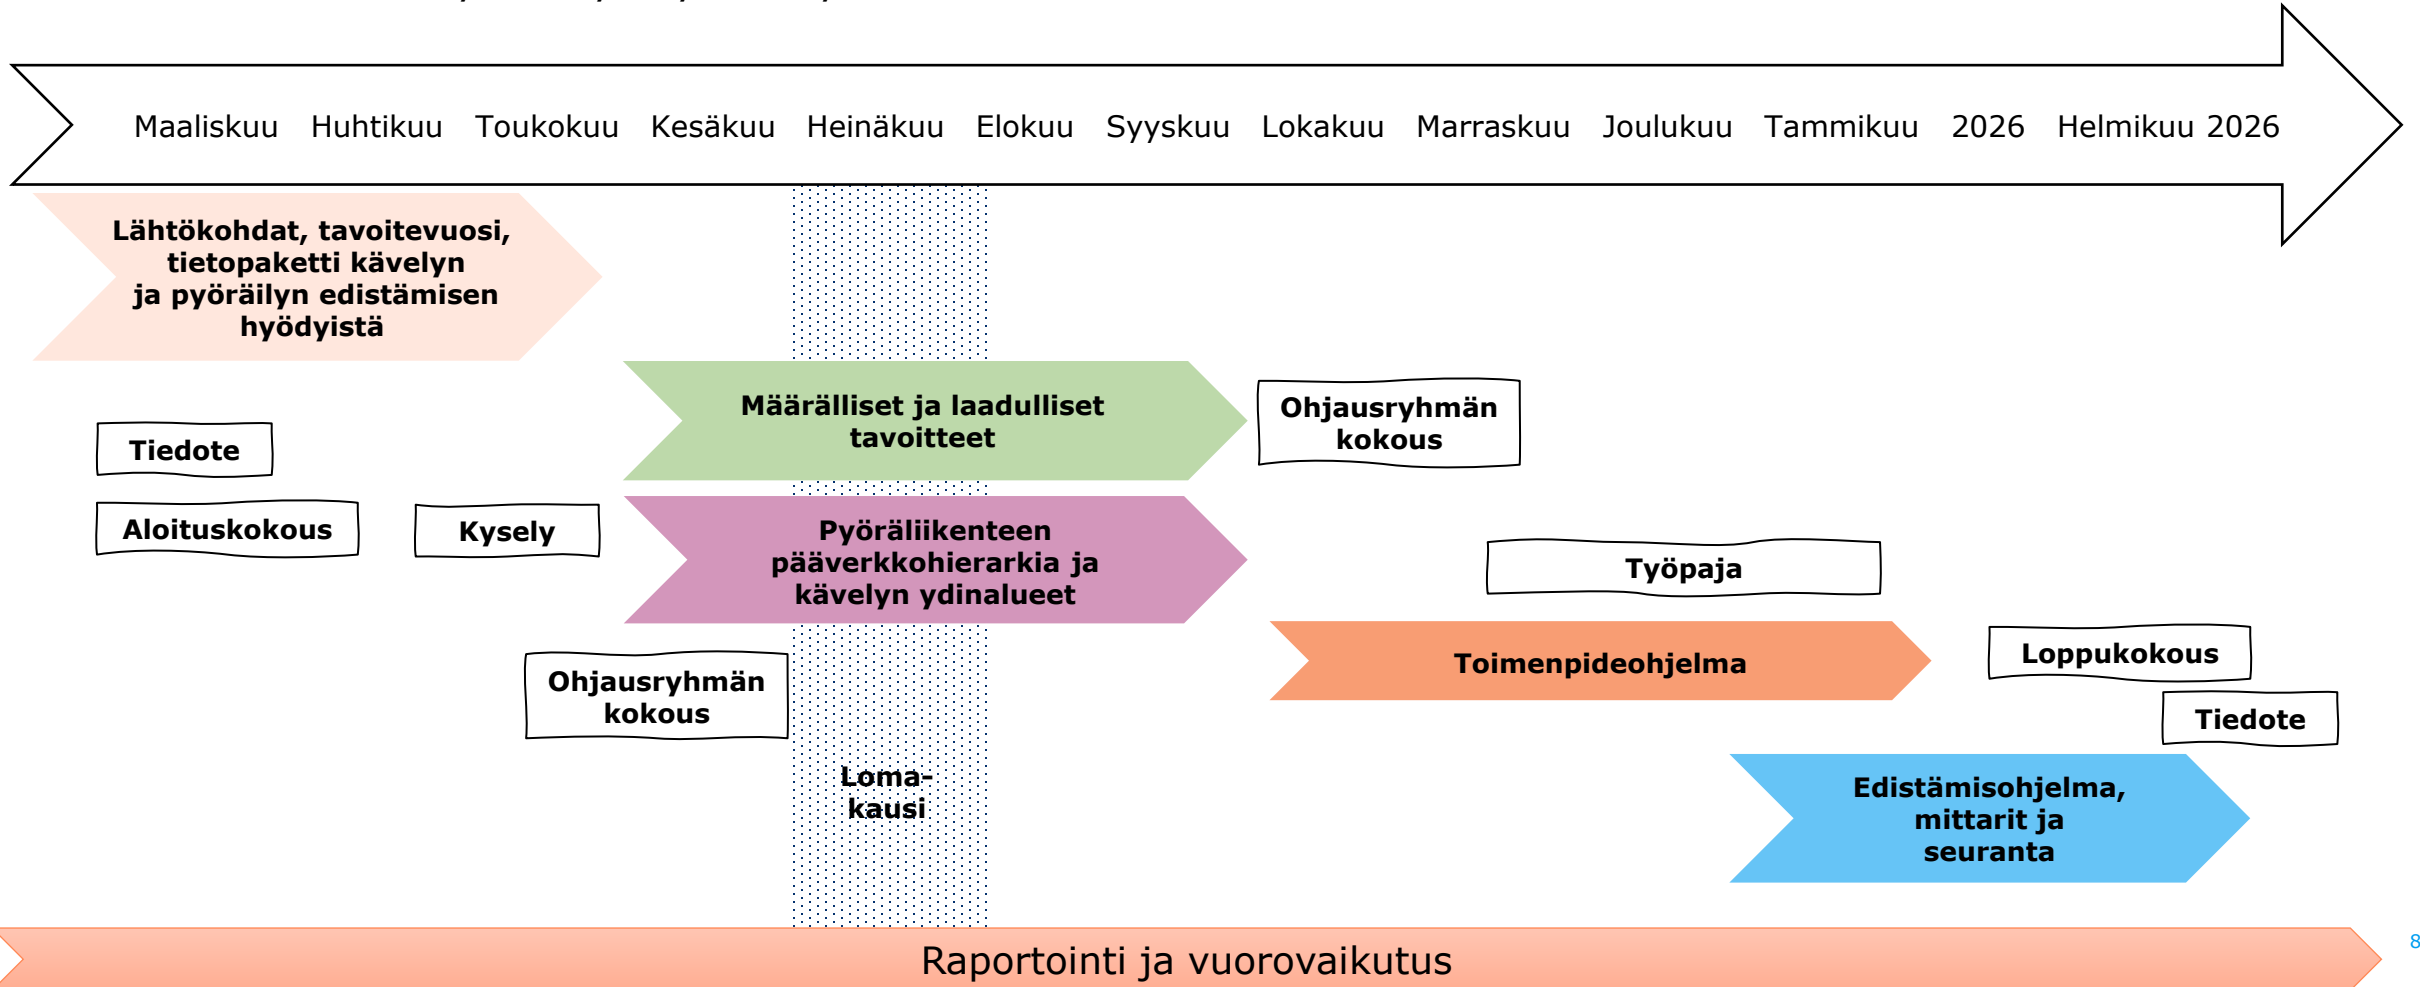 Maaliskuu Huhtikuu Toukokuu Kesäkuu Heinäkuu Elokuu Syyskuu Lokakuu Marraskuu Joulukuu Tammikuu 2026 Helmikuu 2026
Lähtökohdat, tavoitevuosi,
tietopaketti kävelyn
ja pyöräilyn edistämisen
hyödyistä
Määrälliset ja laadulliset
tavoitteet
Ohjausryhmän
kokous
Tiedote
Aloituskokous
Kysely
Pyöräliikenteen
pääverkkohierarkia ja
kävelyn ydinalueet
Työpaja
Ohjausryhmän
kokous
Toimenpideohjelma
Loppukokous
Tiedote
Loma-
kausi
Edistämisohjelma,
mittarit ja
seuranta
Raportointi ja vuorovaikutus
8